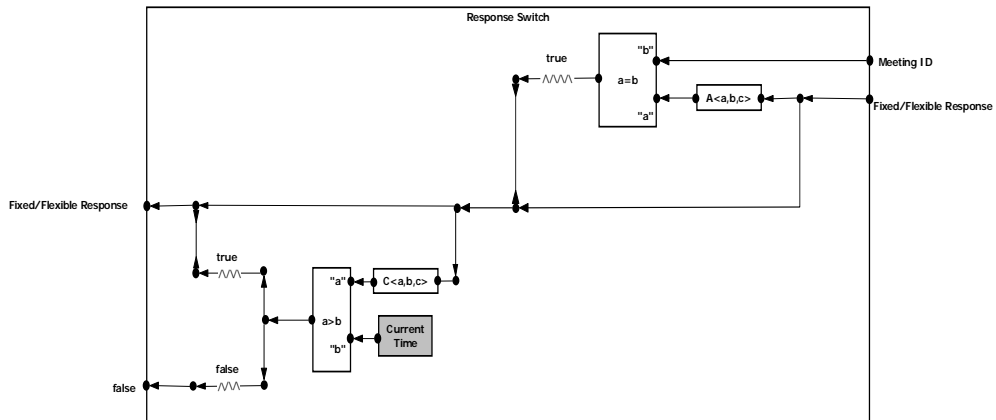 Response Switch
true
"b"
a=b
"a"
Meeting ID
A<a,b,c>
Fixed/Flexible Response
Fixed/Flexible Response
true
"a"
C<a,b,c>
a>b
Current
Time
"b"
false
false